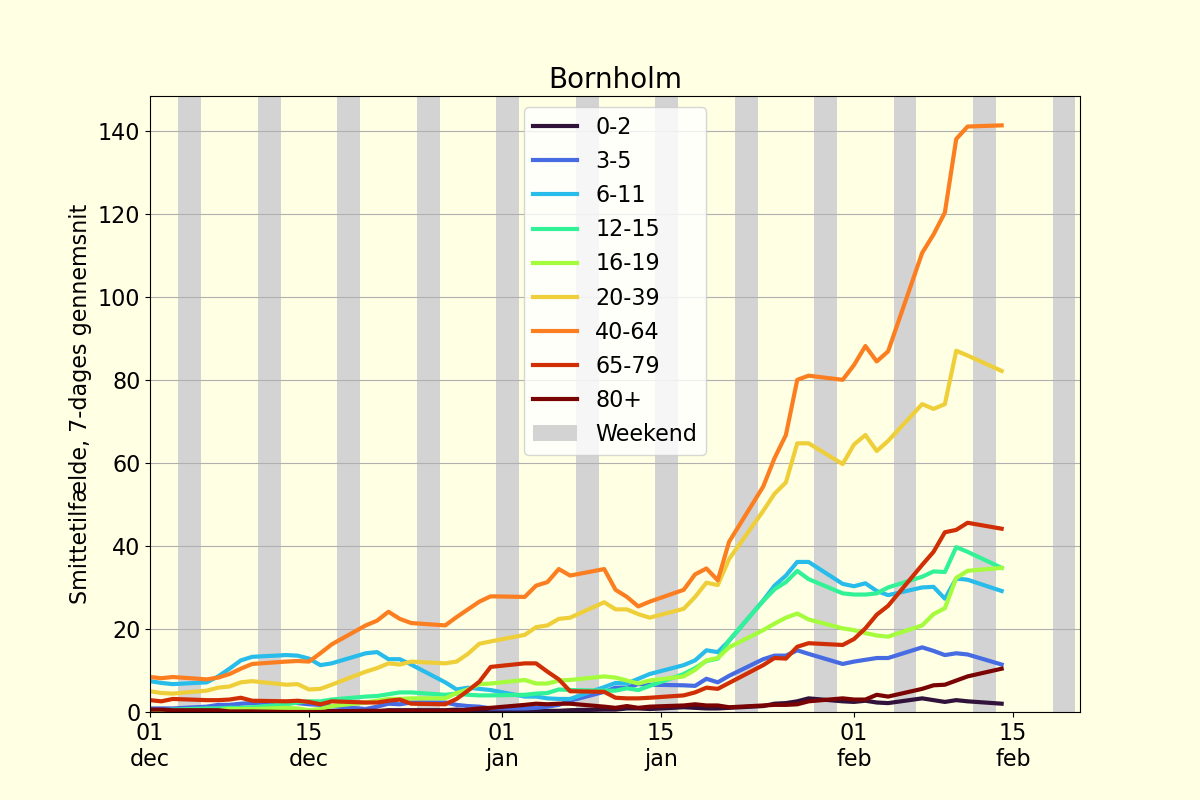 Bornholm
Smittetilfælde, 7-dages gennemsnit
140
120
100
80
60
40
20
0
0-2
3-5
6-11
12-15
16-19
20-39
40-64
65-79
80+
Weekend
01 dec
15 dec
01 jan
15 jan
01 feb
15 feb